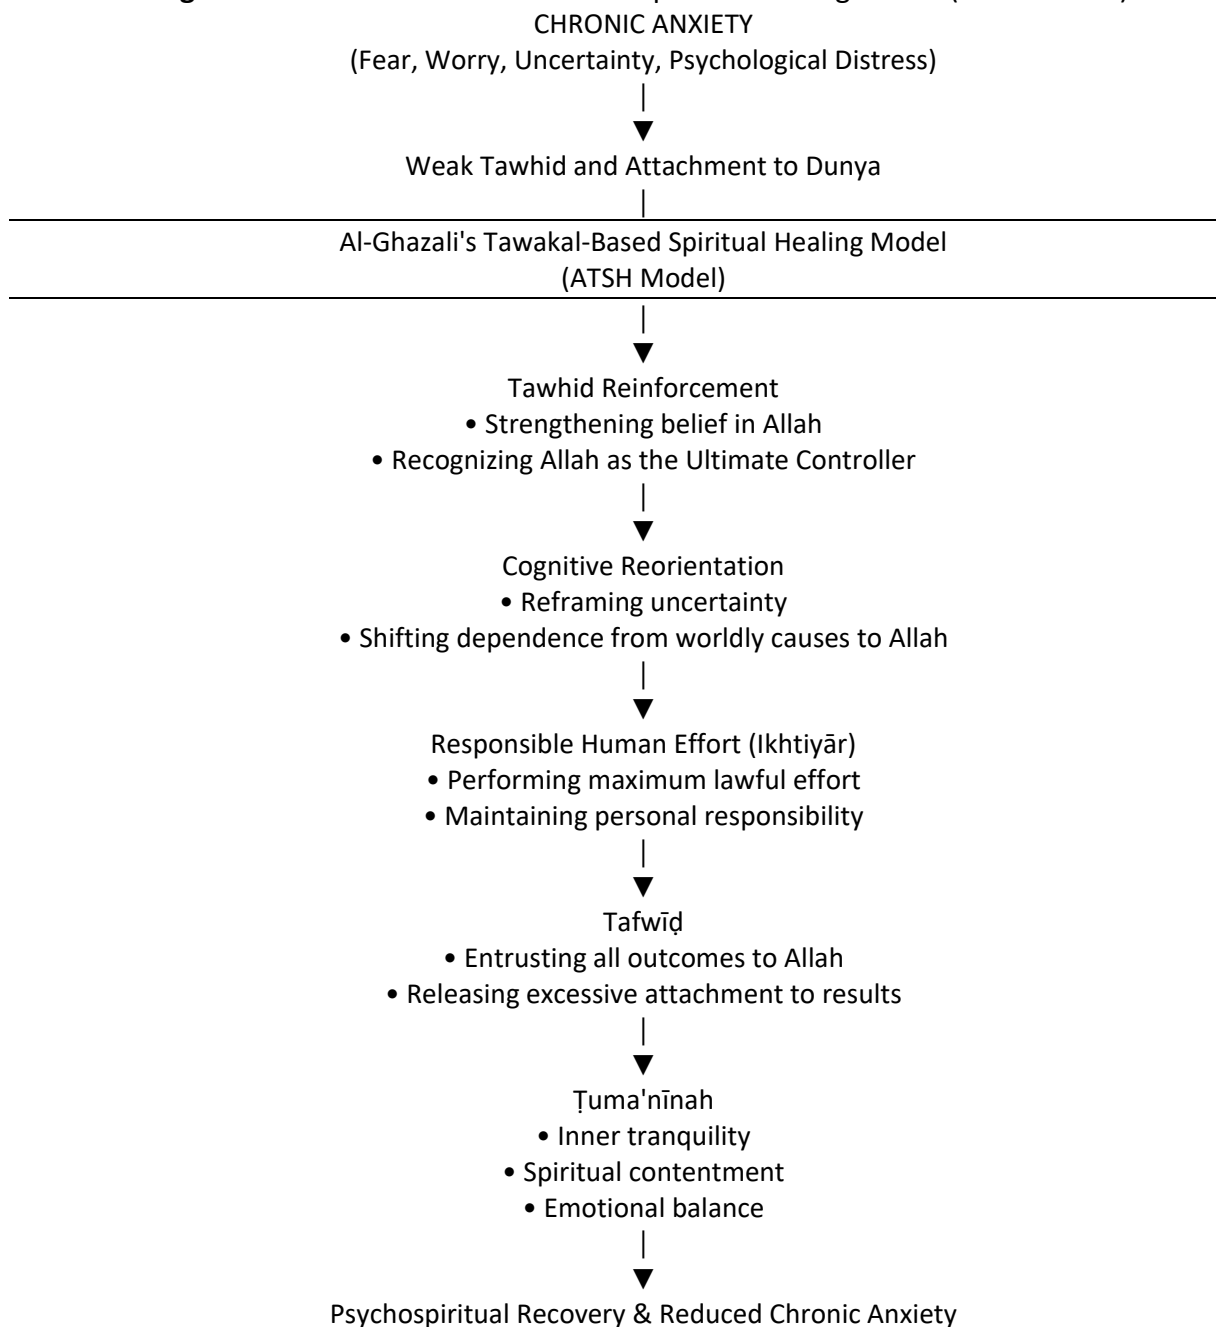 CHRONIC ANXIETY
(Fear, Worry, Uncertainty, Psychological Distress)
Weak Tawhid and Attachment to Dunya
Al-Ghazali's Tawakal-Based Spiritual Healing Model
(ATSH Model)
Tawhid Reinforcement
• Strengthening belief in Allah
• Recognizing Allah as the Ultimate Controller
Cognitive Reorientation
• Reframing uncertainty
• Shifting dependence from worldly causes to Allah
Responsible Human Effort (Ikhtiyār)
• Performing maximum lawful effort
• Maintaining personal responsibility
Tafwīḍ
• Entrusting all outcomes to Allah
• Releasing excessive attachment to results
Ṭuma'nīnah
• Inner tranquility
• Spiritual contentment
• Emotional balance
Psychospiritual Recovery & Reduced Chronic Anxiety